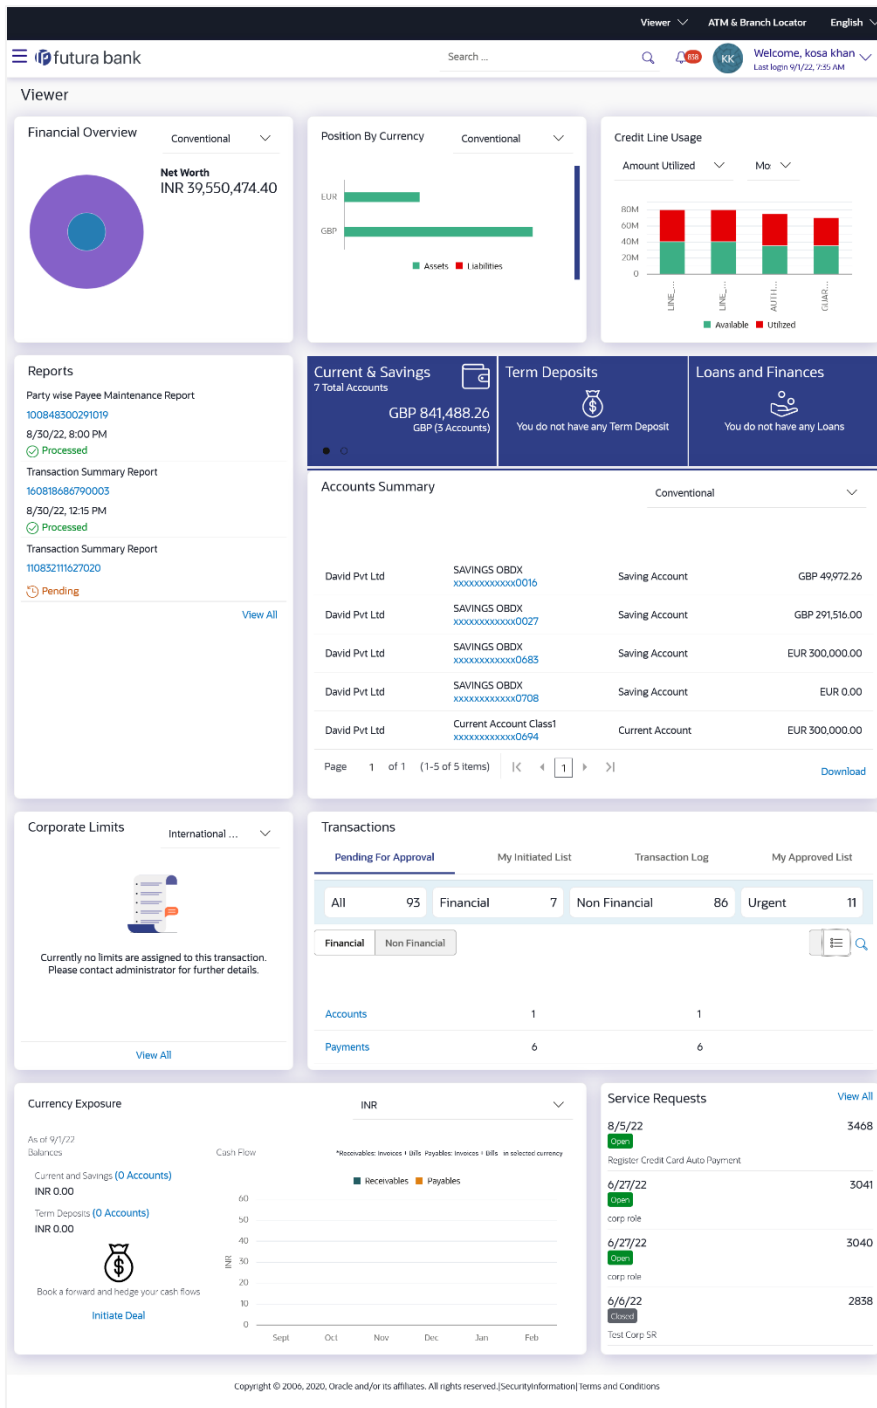 Viewer ATM & Branch Locator English
futura bank Search ... 838 KK Welcome, kosa khan
Last login 9/1/22, 7:35 AM
Viewer
Financial Overview Conventional
Net Worth
INR 39,550,474.40
Position By Currency Conventional
EUR
GBP
Assets Liabilities
Credit Line Usage
Amount Utilized Mo
80M
60M
40M
20M
0
LINE_... LINE_... AUTH... GUAR...
Available Utilized
Reports
Party wise Payee Maintenance Report
100848300291019
8/30/22, 8:00 PM
Processed
Transaction Summary Report
160818686790003
8/30/22, 12:15 PM
Processed
Transaction Summary Report
110832111627020
Pending
View All
Current & Savings
7 Total Accounts
GBP 841,488.26
GBP (3 Accounts)
Term Deposits
You do not have any Term Deposit
Loans and Finances
You do not have any Loans
Accounts Summary Conventional
David Pvt Ltd SAVINGS OBDX xxxxxxxxxxxx0016 Saving Account GBP 49,972.26
David Pvt Ltd SAVINGS OBDX xxxxxxxxxxxx0027 Saving Account GBP 291,516.00
David Pvt Ltd SAVINGS OBDX xxxxxxxxxxxx0683 Saving Account EUR 300,000.00
David Pvt Ltd SAVINGS OBDX xxxxxxxxxxxx0708 Saving Account EUR 0.00
David Pvt Ltd Current Account Class1 xxxxxxxxxxxx0694 Current Account EUR 300,000.00
Page 1 of 1 (1-5 of 5 items) 1
Download
Corporate Limits International ...
Currently no limits are assigned to this transaction.
Please contact administrator for further details.
View All
Transactions
Pending For Approval My Initiated List Transaction Log My Approved List
All 93 Financial 7 Non Financial 86 Urgent 11
Financial Non Financial
Accounts 1 1
Payments 6 6
Currency Exposure INR
As of 9/1/22
Balances
Current and Savings (0 Accounts)
INR 0.00
Term Deposits (0 Accounts)
INR 0.00
Book a forward and hedge your cash flows
Initiate Deal
Cash Flow *Receivables: Invoices + Bills Payables: Invoices + Bills in selected currency
Receivables Payables
60
50
40
30
20
10
0
INR
Sept Oct Nov Dec Jan Feb
Service Requests View All
8/5/22 3468
Open
Register Credit Card Auto Payment
6/27/22 3041
Open
corp role
6/27/22 3040
Open
corp role
6/6/22 2838
Closed
Test Corp SR
Copyright © 2006, 2020, Oracle and/or its affiliates. All rights reserved.|SecurityInformation|Terms and Conditions